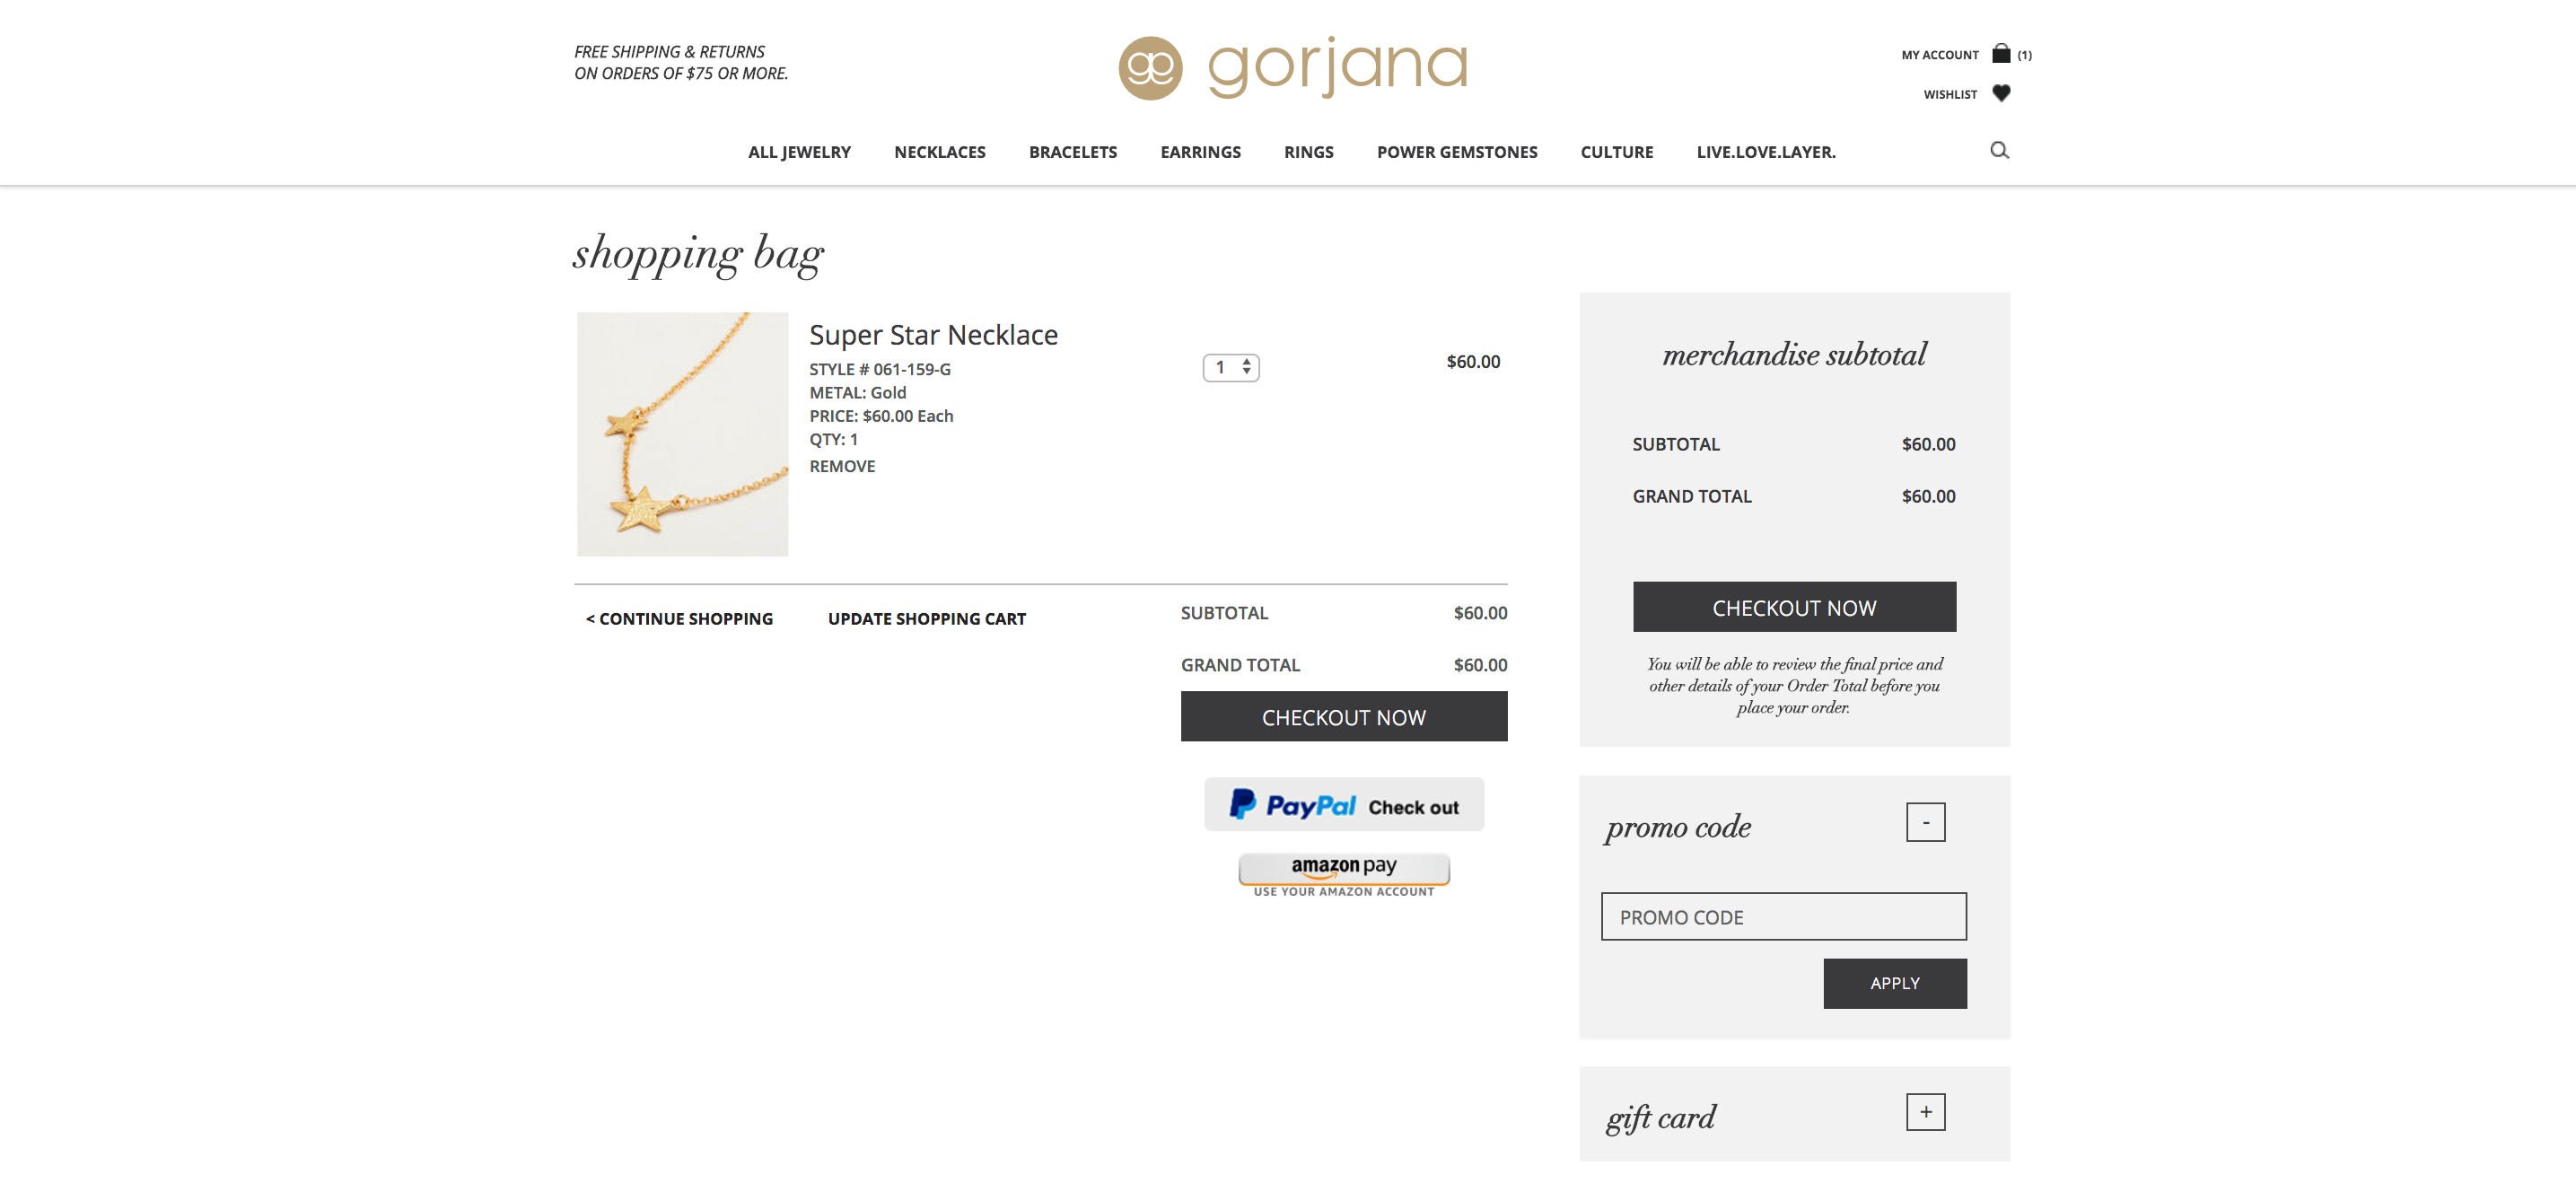 FREE SHIPPING & RETURNS
ON ORDERS OF $75 OR MORE.
ge gorjana
MY ACCOUNT (1)
WISHLIST
ALL JEWELRY NECKLACES BRACELETS EARRINGS RINGS POWER GEMSTONES CULTURE LIVE.LOVE.LAYER.
shopping bag
Super Star Necklace
STYLE # 061-159-G
METAL: Gold
PRICE: $60.00 Each
QTY: 1
REMOVE
1
$60.00
< CONTINUE SHOPPING
UPDATE SHOPPING CART
SUBTOTAL $60.00
GRAND TOTAL $60.00
CHECKOUT NOW
PayPal Check out
amazon pay
USE YOUR AMAZON ACCOUNT
merchandise subtotal
SUBTOTAL $60.00
GRAND TOTAL $60.00
CHECKOUT NOW
You will be able to review the final price and
other details of your Order Total before you
place your order.
promo code -
PROMO CODE
APPLY
gift card +